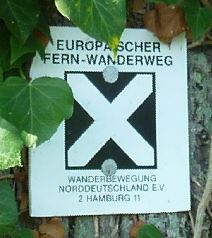 EUROPÄISCHER
FERN-WANDERWEG
X
WANDERBEWEGUNG
NORDDEUTSCHLAND E.V.
2 HAMBURG 11